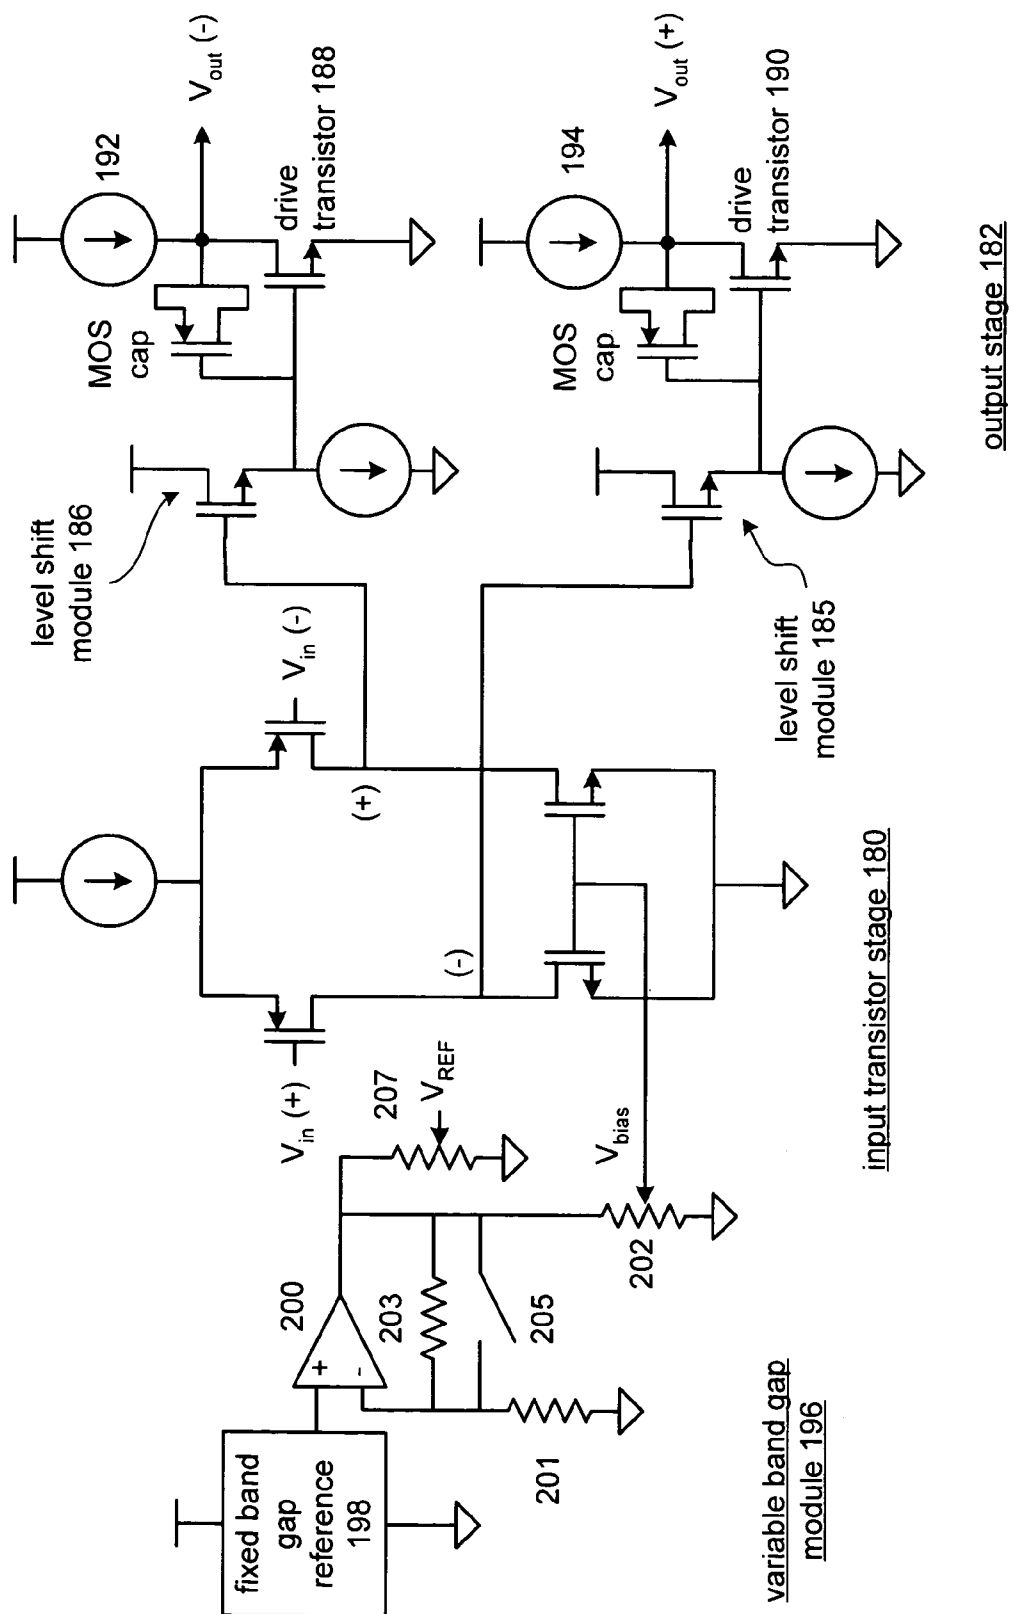 fixed band
gap
reference
198
200
+
-
203
205
201
207
V_REF
202
V_bias
variable band gap
module 196
V_in (+)
V_in (-)
(+)
(-)
input transistor stage 180
level shift
module 186
level shift
module 185
MOS
cap
192
V_out (-)
drive
transistor 188
MOS
cap
194
V_out (+)
drive
transistor 190
output stage 182